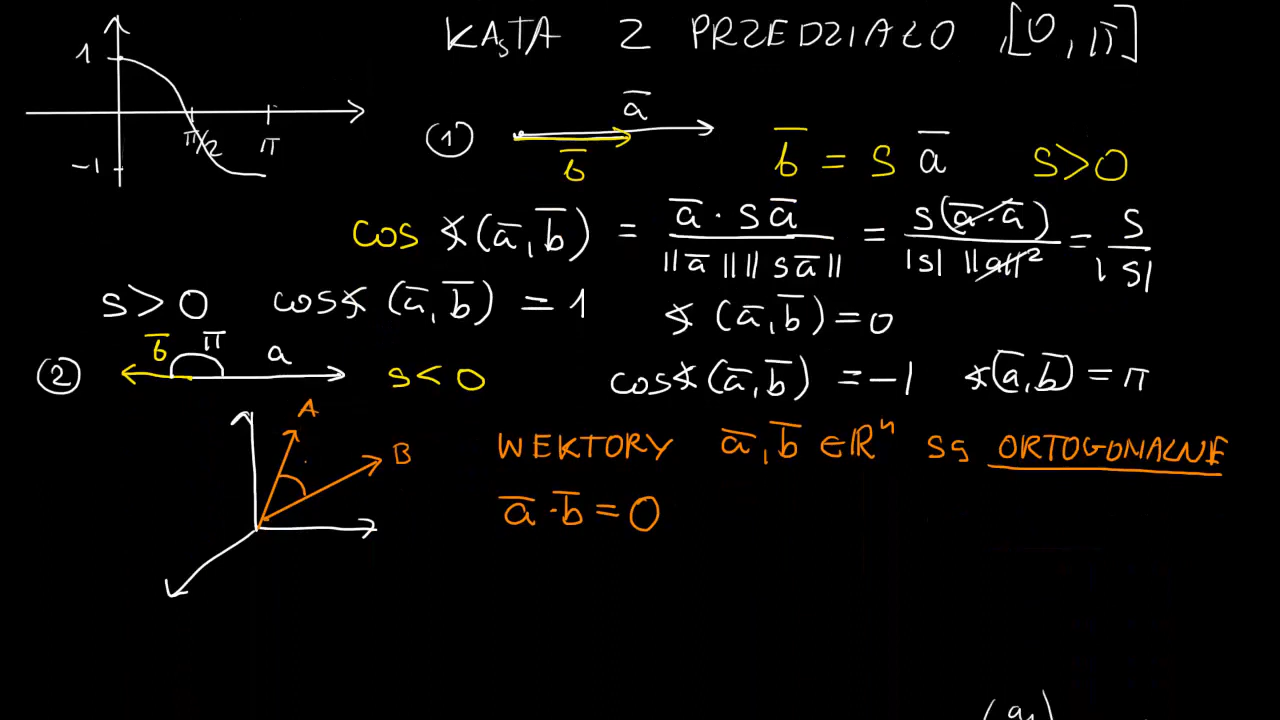 KĄTA Z PRZEDZIAŁO [0, π]
1
π/2 π
-1
① a̅
b̅
b̅ = s a̅ s>0
cos ∢(a̅, b̅) = a̅ · s a̅ / ||a̅|| ||s a̅|| = s(a̅ · a̅) / |s| ||a̅||² = s / |s|
s > 0 cos∢(a̅, b̅) = 1 ∢(a̅, b̅) = 0
② b̅ π a s < 0 cos∢(a̅, b̅) = -1 ∢(a̅, b̅) = π
A
B
WEKTORY a̅, b̅ ∈ ℝⁿ są ORTOGONALNE
a̅ · b̅ = 0